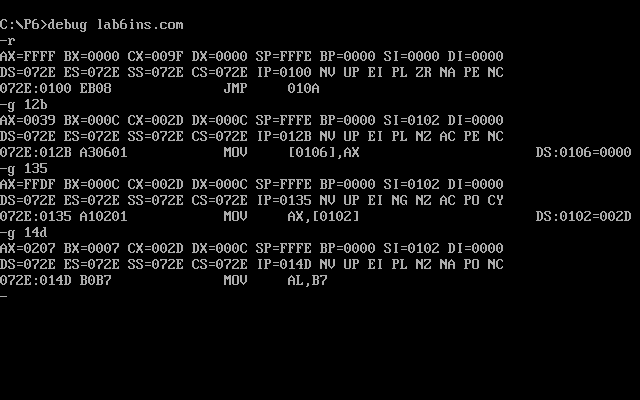 C:\P6>debug lab6ins.com
-r
AX=FFFF BX=0000 CX=009F DX=0000 SP=FFFE BP=0000 SI=0000 DI=0000
DS=072E ES=072E SS=072E CS=072E IP=0100 NV UP EI PL ZR NA PE NC
072E:0100 EB08 JMP 010A
-g 12b
AX=0039 BX=000C CX=002D DX=000C SP=FFFE BP=0000 SI=0102 DI=0000
DS=072E ES=072E SS=072E CS=072E IP=012B NV UP EI PL NZ AC PE NC
072E:012B A30601 MOV [0106],AX DS:0106=0000
-g 135
AX=FFDF BX=000C CX=002D DX=000C SP=FFFE BP=0000 SI=0102 DI=0000
DS=072E ES=072E SS=072E CS=072E IP=0135 NV UP EI NG NZ AC PO CY
072E:0135 A10201 MOV AX,[0102] DS:0102=002D
-g 14d
AX=0207 BX=0007 CX=002D DX=000C SP=FFFE BP=0000 SI=0102 DI=0000
DS=072E ES=072E SS=072E CS=072E IP=014D NV UP EI PL NZ NA PO NC
072E:014D B0B7 MOV AL,B7
-